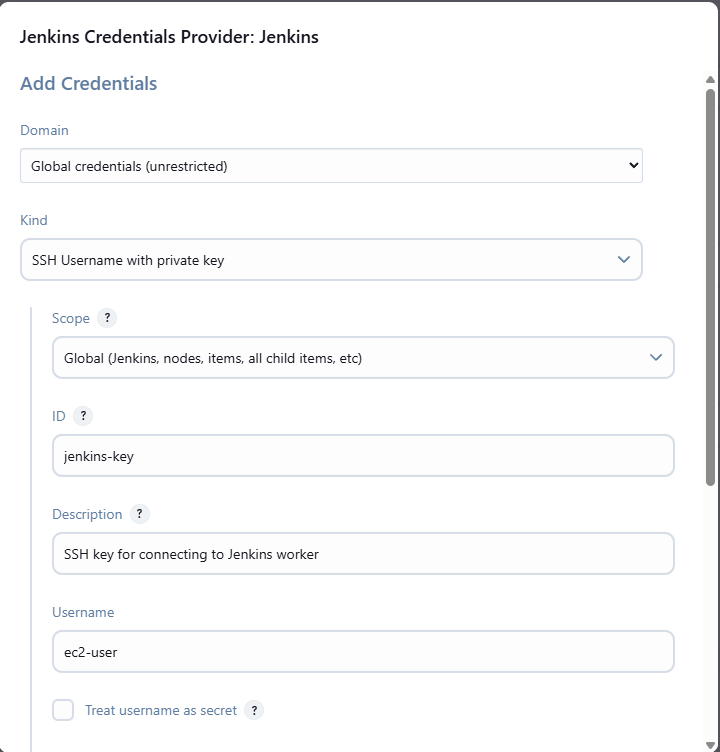 Jenkins Credentials Provider: Jenkins
Add Credentials
Domain
Global credentials (unrestricted)
Kind
SSH Username with private key
Scope ?
Global (Jenkins, nodes, items, all child items, etc)
ID ?
jenkins-key
Description ?
SSH key for connecting to Jenkins worker
Username
ec2-user
Treat username as secret ?